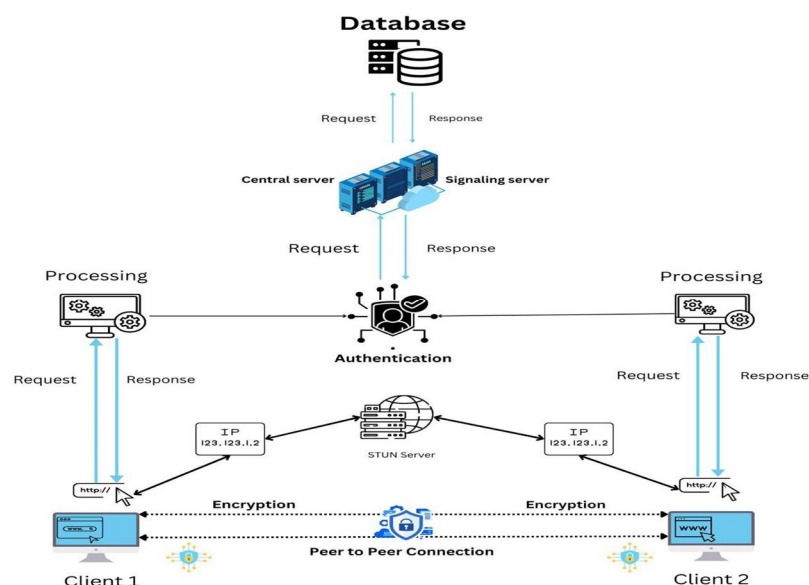 Database
Request
Response
Central server
Signaling server
Request
Response
Processing
Processing
Authentication
Request
Response
Request
Response
IP
123.123.1.2
IP
123.123.1.2
STUN Server
http://
http://
Encryption
Encryption
www.
WWW
Peer to Peer Connection
Client 1
Client 2